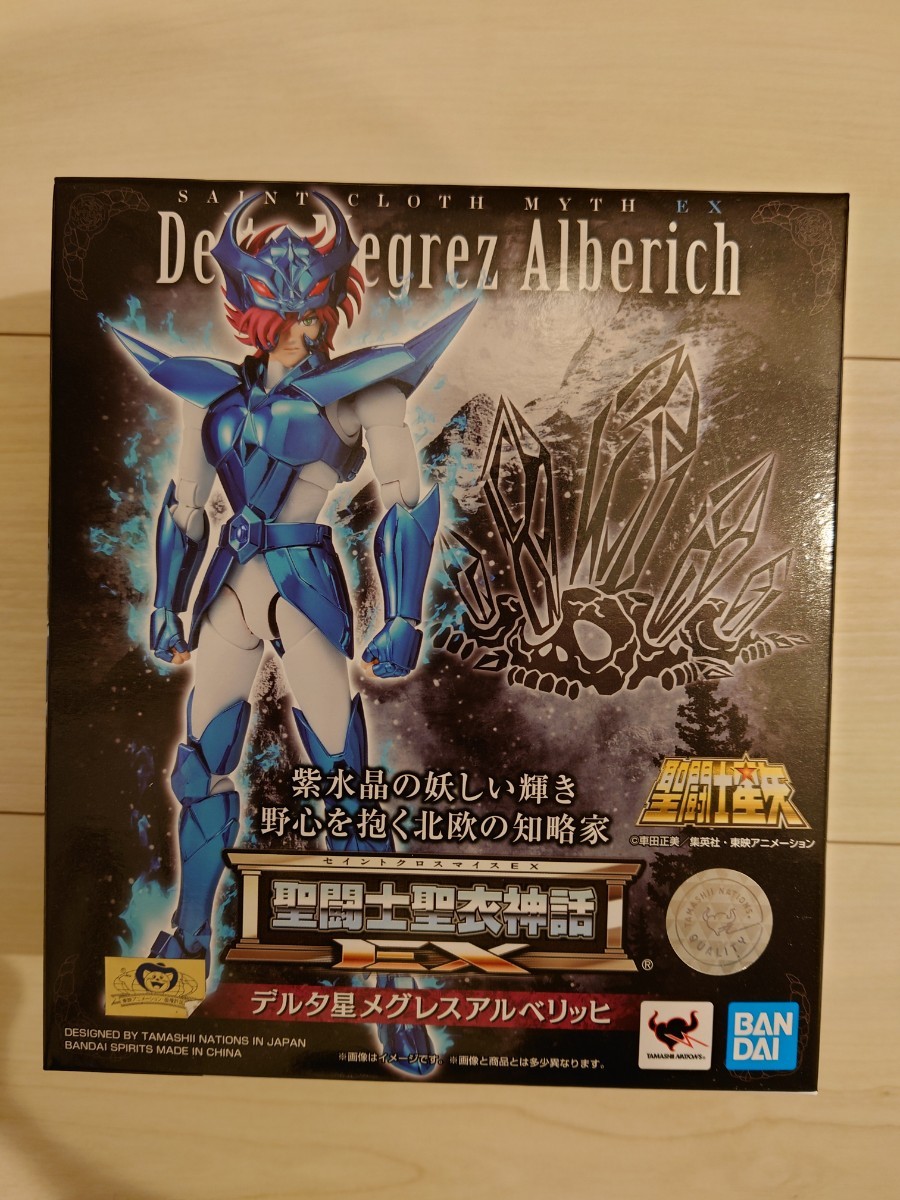 SAINT CLOTH MYTH EX
Delta Megrez Alberich
紫水晶の妖しい輝き
野心を抱く北欧の知略家
聖闘士星矢
©車田正美/集英社・東映アニメーション
セイントクロスマイスEX
聖闘士聖衣神話
EX
®
TAMASHII NATIONS
QUALITY
デルタ星メグレスアルベリッヒ
DESIGNED BY TAMASHII NATIONS IN JAPAN
BANDAI SPIRITS MADE IN CHINA
※画像はイメージです。※画像と商品とは多少異なります。
TAMASHII NATIONS
BAN
DAI